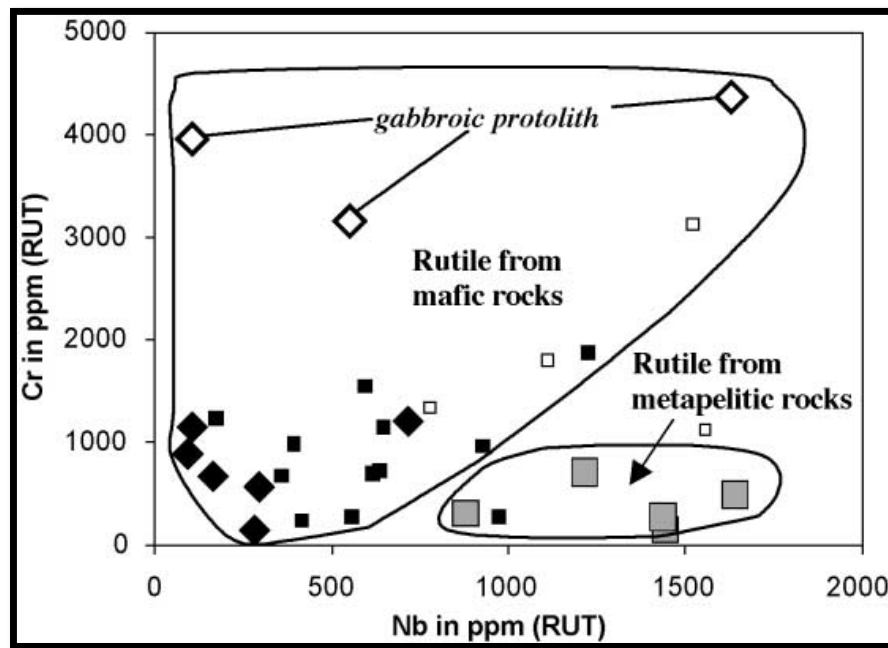 5000
4000
3000
2000
1000
0
Cr in ppm (RUT)
gabbroic protolith
Rutile from
mafic rocks
Rutile from
metapelitic rocks
0
500
1000
1500
2000
Nb in ppm (RUT)